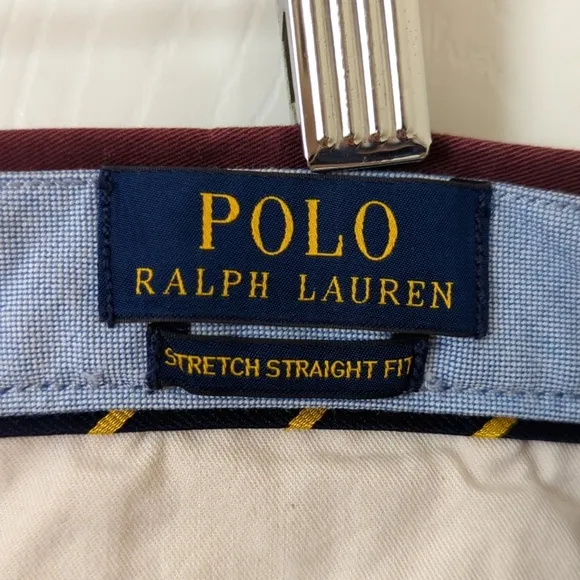 POLO
RALPH LAUREN
STRETCH STRAIGHT FIT